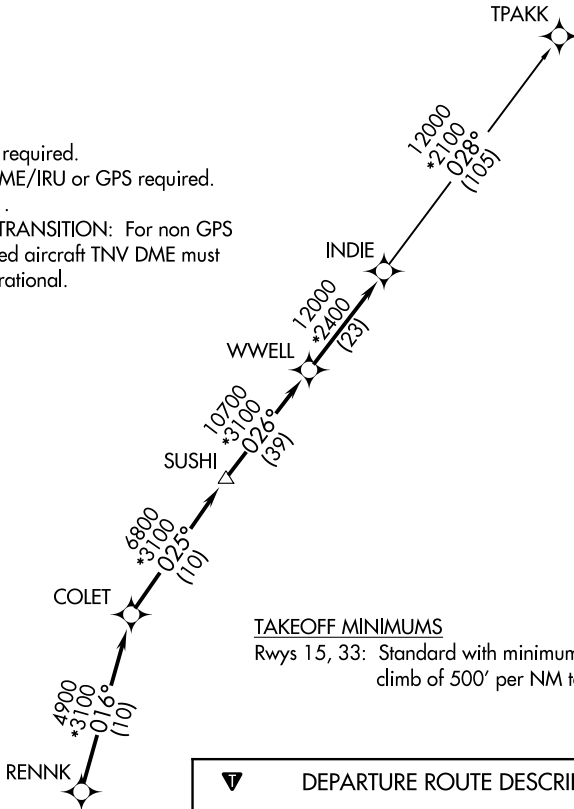 TPAKK
required.
ME/IRU or GPS required.
.
TRANSITION: For non GPS
ed aircraft TNV DME must
rational.
12000
*2100
028°
(105)
INDIE
12000
*2400
(23)
WWELL
10700
*3100
026°
(39)
SUSHI
6800
*3100
025°
(10)
COLET
TAKEOFF MINIMUMS
Rwys 15, 33: Standard with minimum
climb of 500' per NM to
4900
*3100
016°
(10)
RENNK
T DEPARTURE ROUTE DESCRI